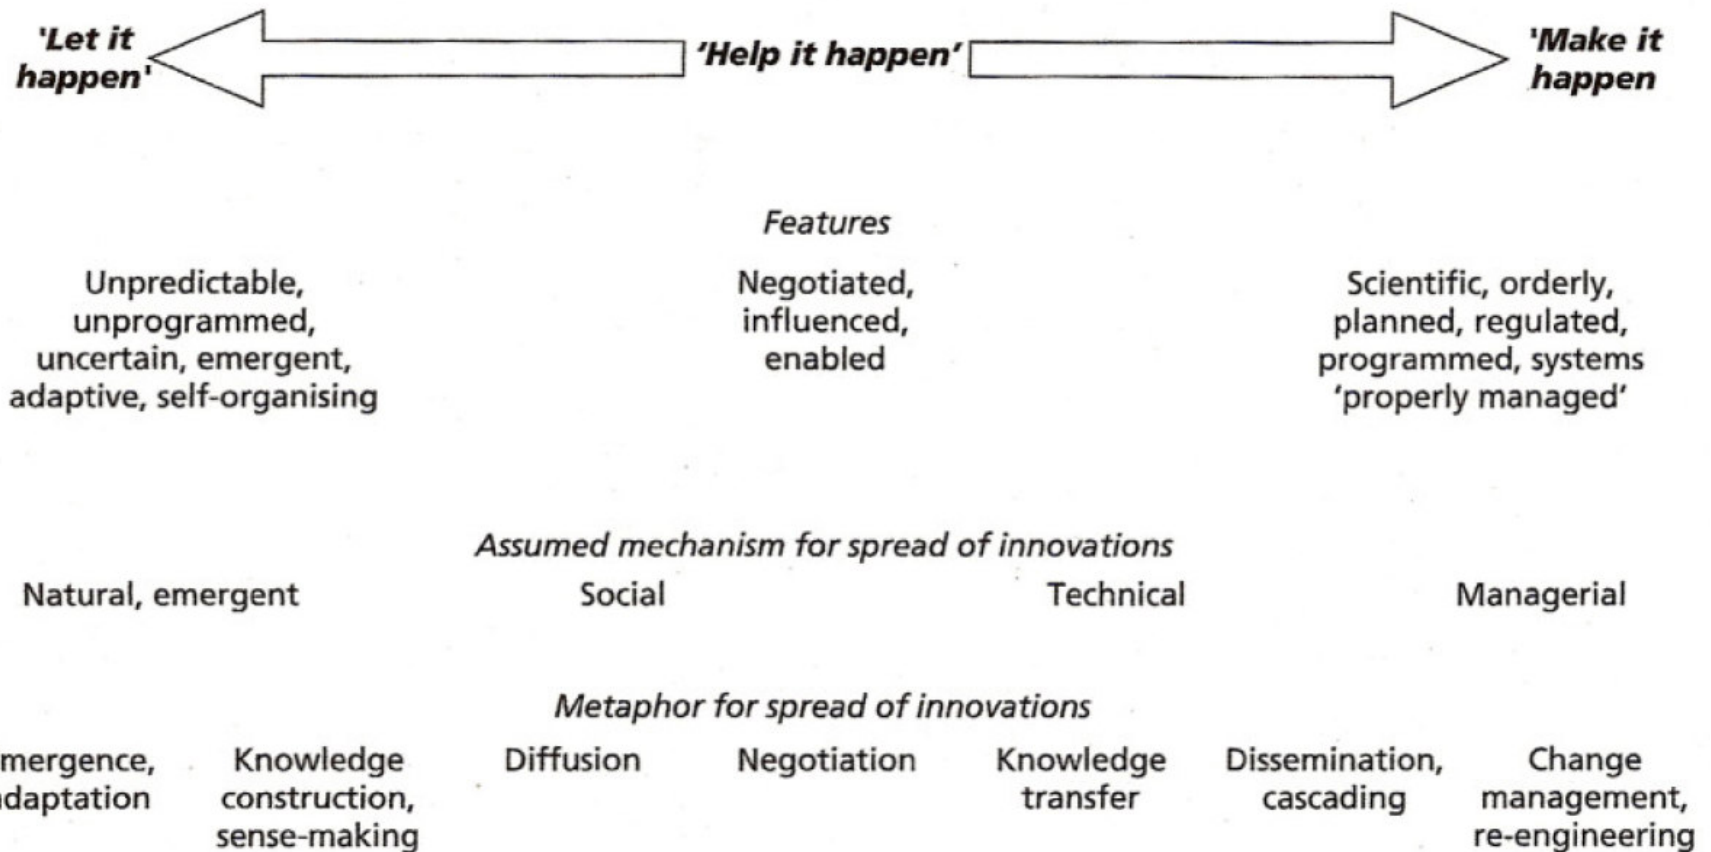 'Let it
happen'
'Help it happen'
'Make it
happen
Features
Unpredictable,
unprogrammed,
uncertain, emergent,
adaptive, self-organising
Negotiated,
influenced,
enabled
Scientific, orderly,
planned, regulated,
programmed, systems
'properly managed'
Assumed mechanism for spread of innovations
Natural, emergent
Social
Technical
Managerial
Metaphor for spread of innovations
mergence,
daptation
Knowledge
construction,
sense-making
Diffusion
Negotiation
Knowledge
transfer
Dissemination,
cascading
Change
management,
re-engineering